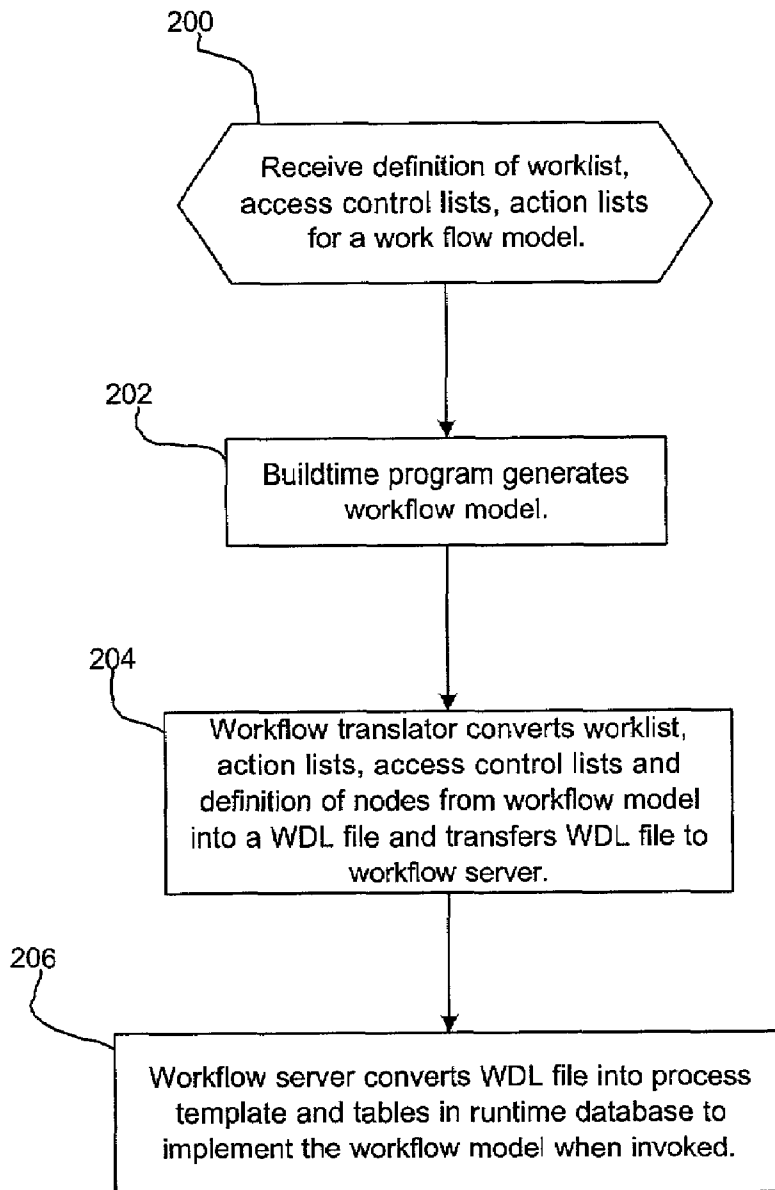 200
Receive definition of worklist,
access control lists, action lists
for a work flow model.
202
Buildtime program generates
workflow model.
204
Workflow translator converts worklist,
action lists, access control lists and
definition of nodes from workflow model
into a WDL file and transfers WDL file to
workflow server.
206
Workflow server converts WDL file into process
template and tables in runtime database to
implement the workflow model when invoked.